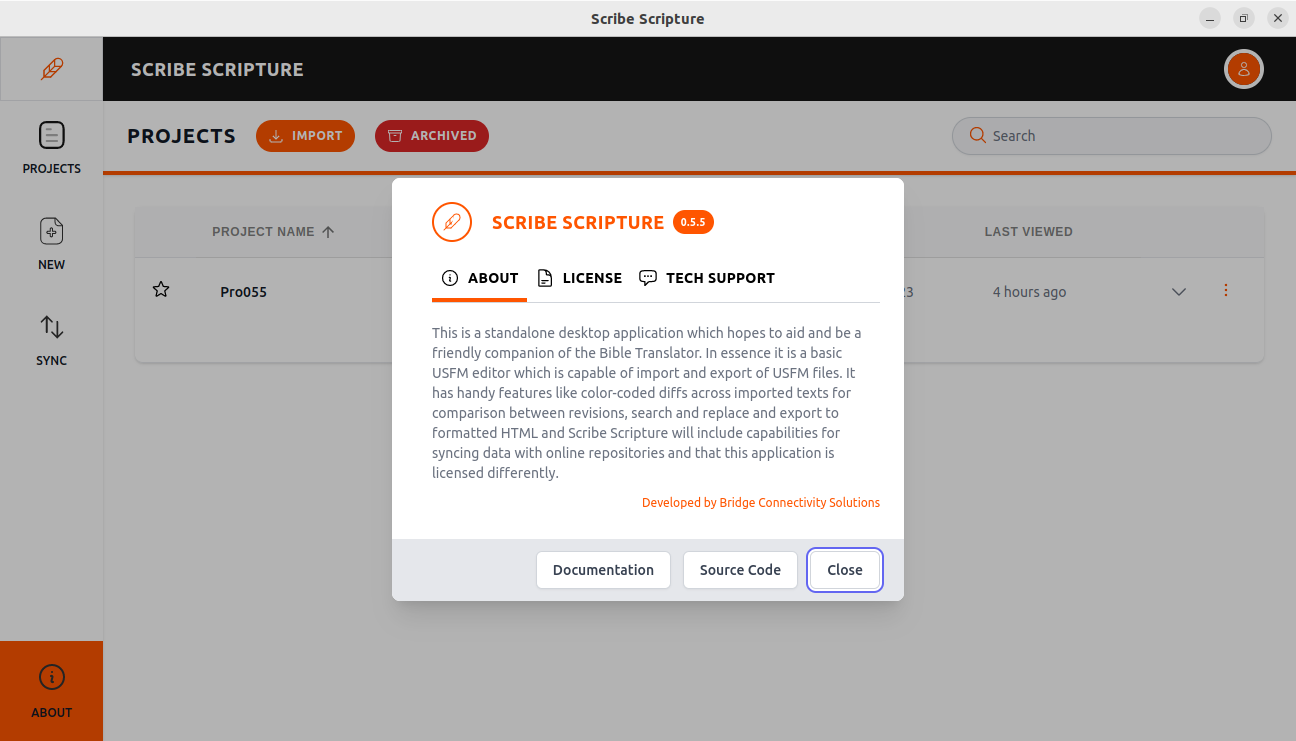 Scribe Scripture
SCRIBE SCRIPTURE
PROJECTS
IMPORT
ARCHIVED
Search
PROJECTS
NEW
SYNC
ABOUT
PROJECT NAME
LAST VIEWED
Pro055
23
4 hours ago
SCRIBE SCRIPTURE
0.5.5
ABOUT
LICENSE
TECH SUPPORT
This is a standalone desktop application which hopes to aid and be a
friendly companion of the Bible Translator. In essence it is a basic
USFM editor which is capable of import and export of USFM files. It
has handy features like color-coded diffs across imported texts for
comparison between revisions, search and replace and export to
formatted HTML and Scribe Scripture will include capabilities for
syncing data with online repositories and that this application is
licensed differently.
Developed by Bridge Connectivity Solutions
Documentation
Source Code
Close